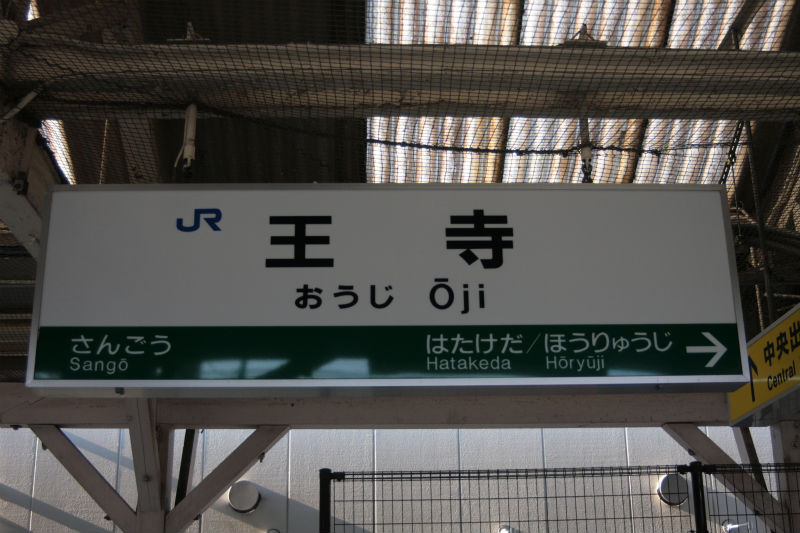 JR 王寺
おうじ Ōji
さんごう はたけだ/ほうりゅうじ →
Sangō Hatakeda Hōryūji
↑ 中央出
Central